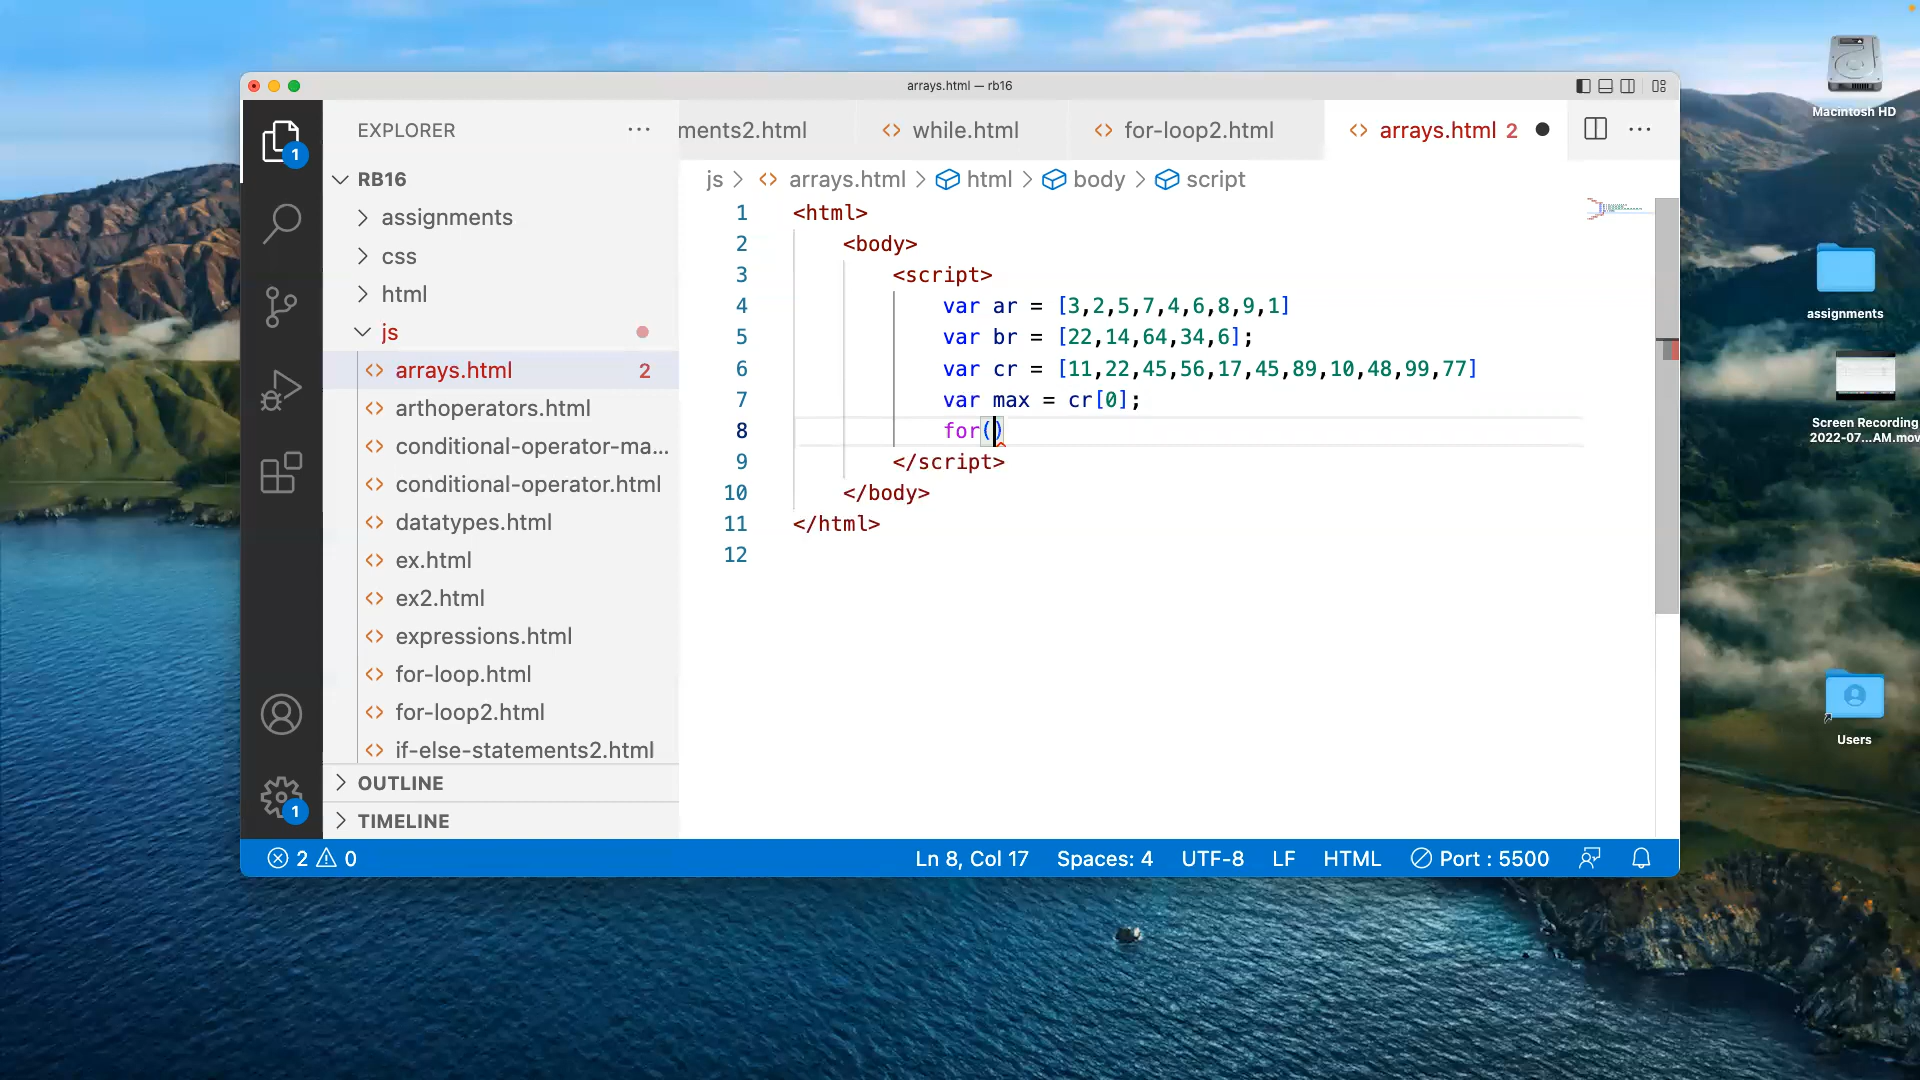 arrays.html — rb16
EXPLORER
ments2.html
while.html
for-loop2.html
arrays.html 2
js
arrays.html
html
body
script
RB16
assignments
css
html
js
arrays.html
2
arthoperators.html
conditional-operator-ma...
conditional-operator.html
datatypes.html
ex.html
ex2.html
expressions.html
for-loop.html
for-loop2.html
if-else-statements2.html
OUTLINE
TIMELINE
1
1
1 <html>
2 <body>
3 <script>
4 var ar = [3,2,5,7,4,6,8,9,1]
5 var br = [22,14,64,34,6];
6 var cr = [11,22,45,56,17,45,89,10,48,99,77]
7 var max = cr[0];
8 for()
9 </script>
10 </body>
11 </html>
12
2
0
Ln 8, Col 17
Spaces: 4
UTF-8
LF
HTML
Port : 5500
Macintosh HD
assignments
Screen Recording
2022-07...AM.mov
Users